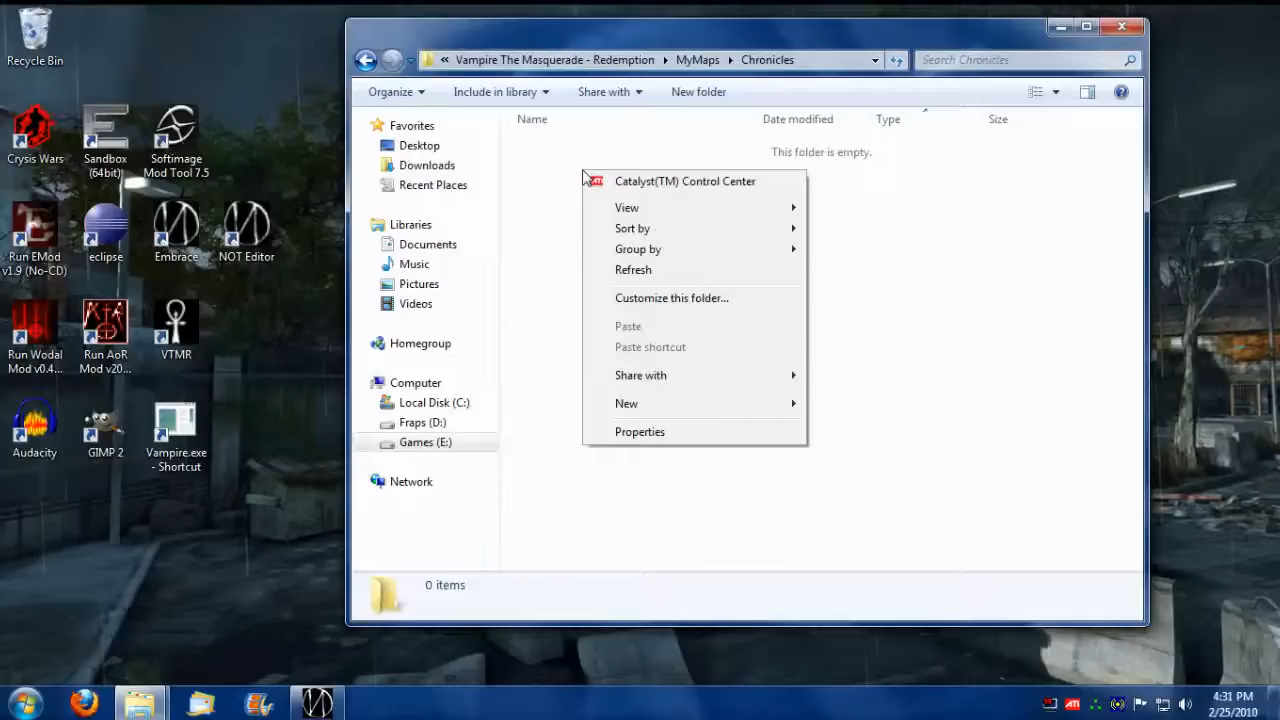 Recycle Bin
Crysis Wars
Sandbox
(64bit)
Softimage
Mod Tool 7.5
Run EMod
v1.9 (No-CD)
eclipse
Embrace
NOT Editor
Run Wodal
Mod v0.4...
Run AoR
Mod v20...
VTMR
Audacity
GIMP 2
Vampire.exe
- Shortcut
« Vampire The Masquerade - Redemption
MyMaps
Chronicles
Search Chronicles
Organize
Include in library
Share with
New folder
Favorites
Desktop
Downloads
Recent Places
Libraries
Documents
Music
Pictures
Videos
Homegroup
Computer
Local Disk (C:)
Fraps (D:)
Games (E:)
Network
Name
Date modified
Type
Size
This folder is empty.
ATI
Catalyst(TM) Control Center
View
Sort by
Group by
Refresh
Customize this folder...
Paste
Paste shortcut
Share with
New
Properties
0 items
ATI
4:31 PM
2/25/2010